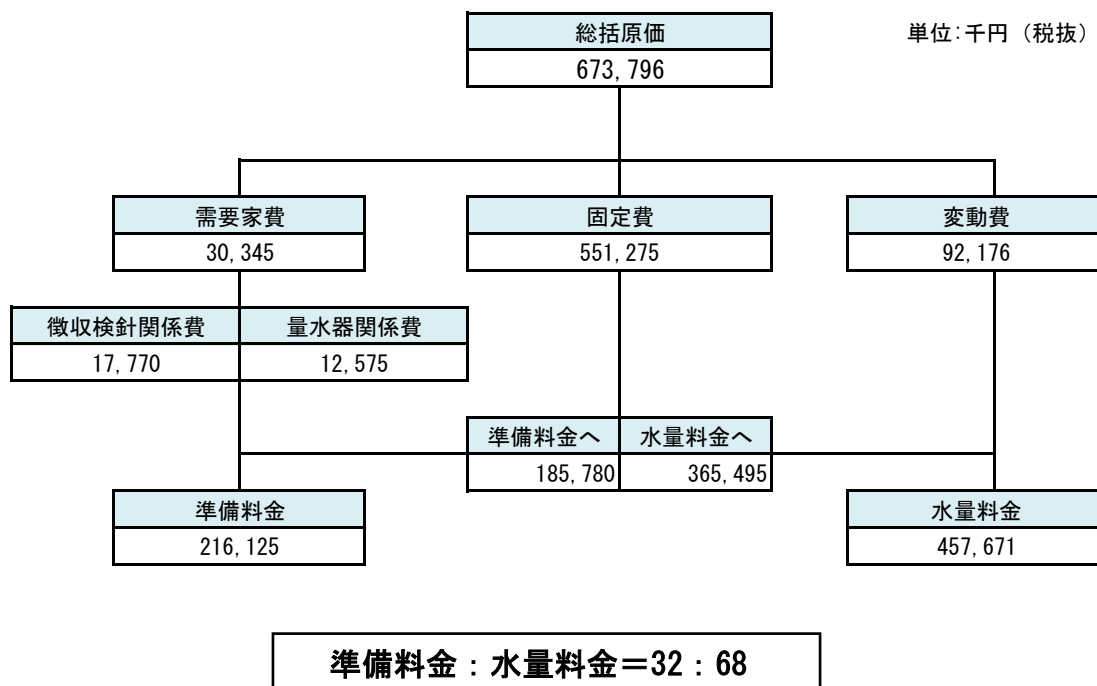 総括原価
単位:千円（税抜）
673,796
需要家費
固定費
変動費
30,345
551,275
92,176
徴収検針関係費
量水器関係費
17,770
12,575
準備料金へ
水量料金へ
185,780
365,495
準備料金
水量料金
216,125
457,671
準備料金：水量料金＝32：68